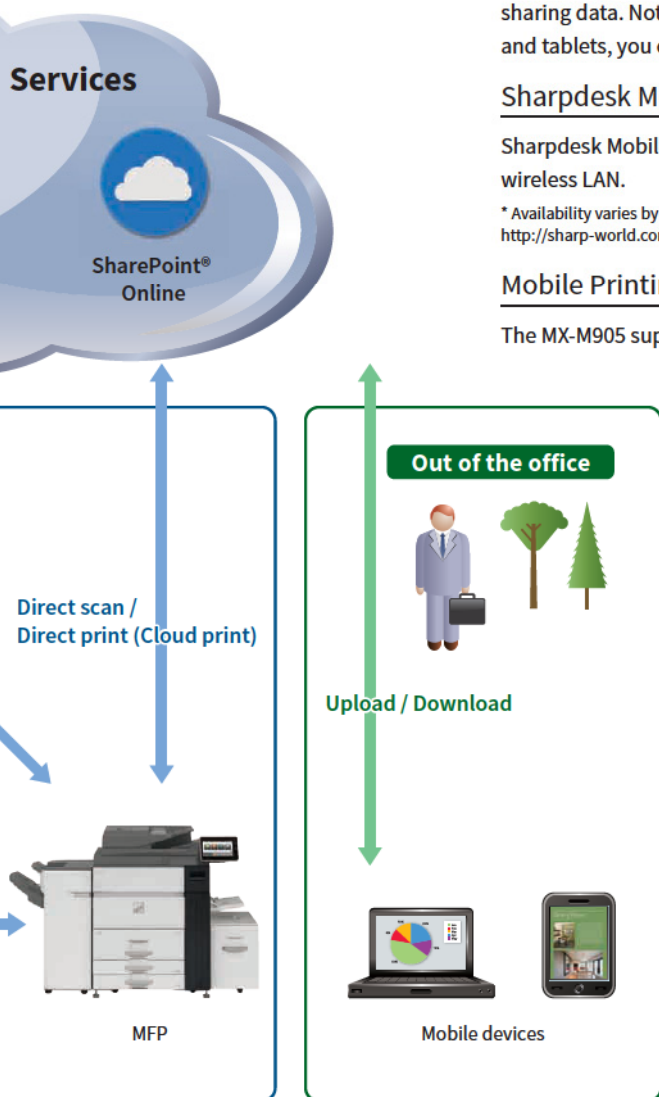 Services
SharePoint®
Online
sharing data. Not
and tablets, you
Sharpdesk M
Sharpdesk Mobil
wireless LAN.
* Availability varies by
http://sharp-world.co
Mobile Printi
The MX-M905 sup
Direct scan /
Direct print (Cloud print)
MFP
Out of the office
Upload / Download
Mobile devices